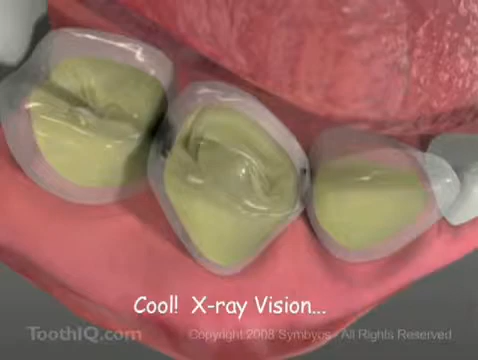 Cool! X-ray Vision...
ToothIQ.com
Copyright 2008 Symbyos - All Rights Reserved